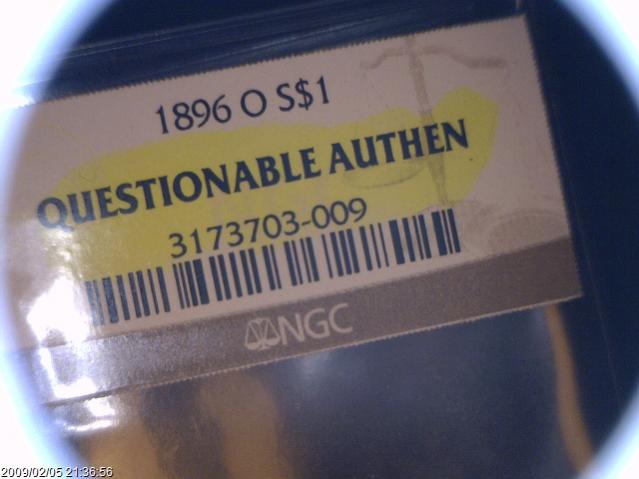 1896 O S$1
QUESTIONABLE AUTHEN
3173703-009
NGC
2009/02/05 21:36:56